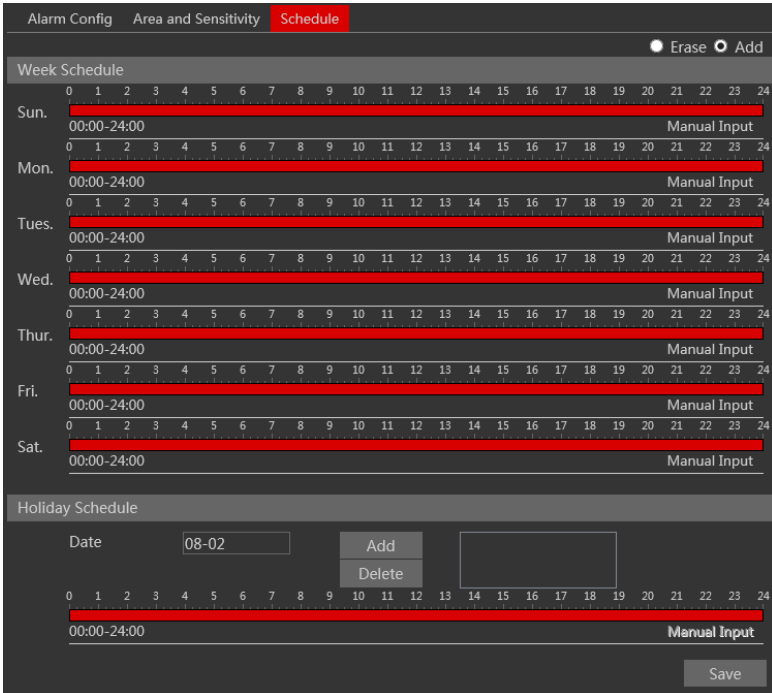 Alarm Config Area and Sensitivity Schedule
Erase Add
Week Schedule
0 1 2 3 4 5 6 7 8 9 10 11 12 13 14 15 16 17 18 19 20 21 22 23 24
Sun.
00:00-24:00 Manual Input
0 1 2 3 4 5 6 7 8 9 10 11 12 13 14 15 16 17 18 19 20 21 22 23 24
Mon.
00:00-24:00 Manual Input
0 1 2 3 4 5 6 7 8 9 10 11 12 13 14 15 16 17 18 19 20 21 22 23 24
Tues.
00:00-24:00 Manual Input
0 1 2 3 4 5 6 7 8 9 10 11 12 13 14 15 16 17 18 19 20 21 22 23 24
Wed.
00:00-24:00 Manual Input
0 1 2 3 4 5 6 7 8 9 10 11 12 13 14 15 16 17 18 19 20 21 22 23 24
Thur.
00:00-24:00 Manual Input
0 1 2 3 4 5 6 7 8 9 10 11 12 13 14 15 16 17 18 19 20 21 22 23 24
Fri.
00:00-24:00 Manual Input
0 1 2 3 4 5 6 7 8 9 10 11 12 13 14 15 16 17 18 19 20 21 22 23 24
Sat.
00:00-24:00 Manual Input
Holiday Schedule
Date 08-02 Add
Delete
0 1 2 3 4 5 6 7 8 9 10 11 12 13 14 15 16 17 18 19 20 21 22 23 24
00:00-24:00 Manual Input
Save